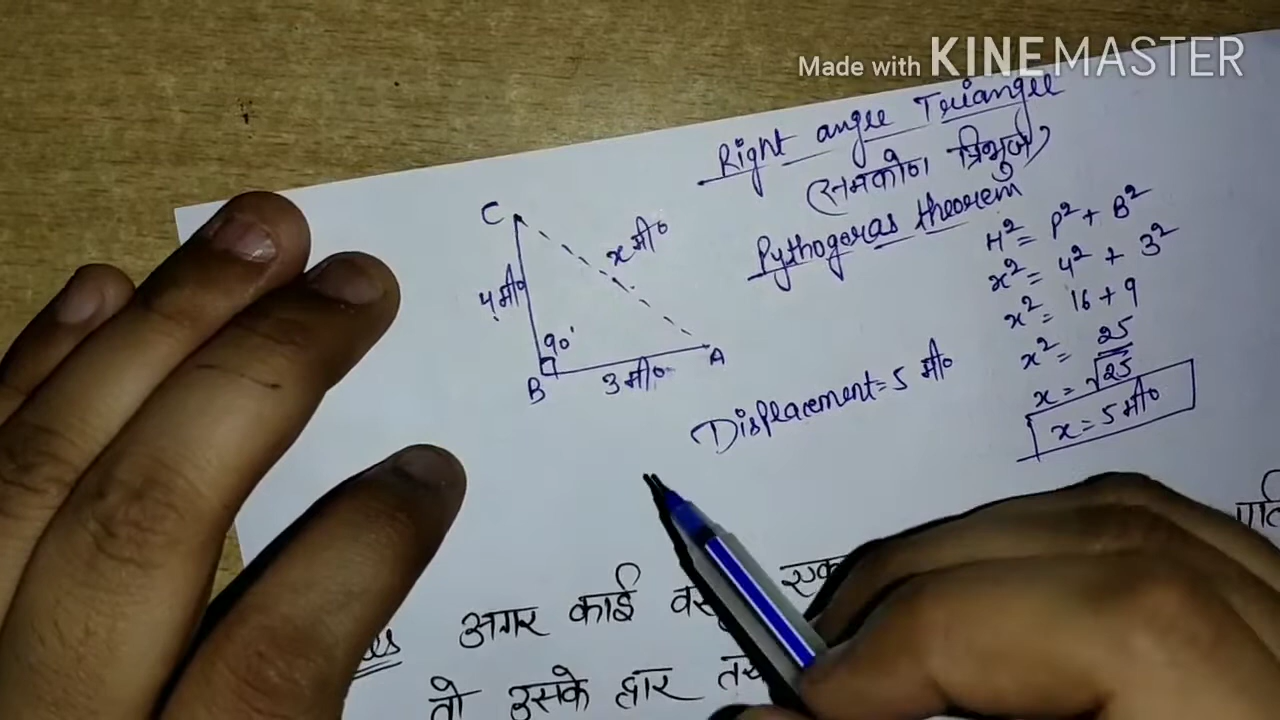 Made with KINEMASTER
Right angle Triangle
(समकोण त्रिभुज)
Pythogoras theorem
H² = P² + B²
x² = 4² + 3²
x² = 16 + 9
x² = 25
x = √25
x = 5 मी०
C
x मी०
4 मी०
90°
B
3 मी०
A
Displacement = 5 मी०
अगर काई
तो उसके द्वार